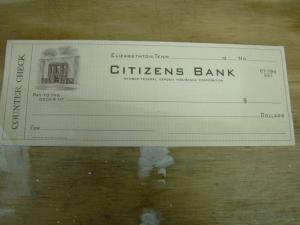 COUNTER CHECK
ELIZABETHTON, TENN. 19 NO.
CITIZENS BANK
MEMBER FEDERAL DEPOSIT INSURANCE CORPORATION
PAY TO THE
ORDER OF $
DOLLARS
FOR